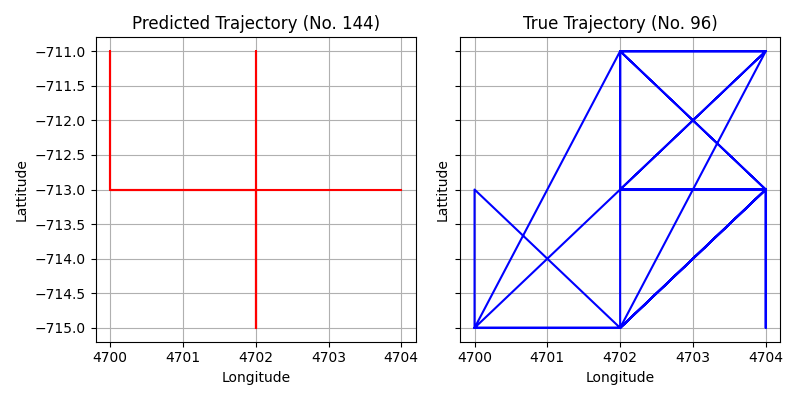 Predicted Trajectory (No. 144)
True Trajectory (No. 96)
−711.0
−711.5
−712.0
−712.5
−713.0
−713.5
−714.0
−714.5
−715.0
Lattitude
Lattitude
4700 4701 4702 4703 4704
4700 4701 4702 4703 4704
Longitude
Longitude